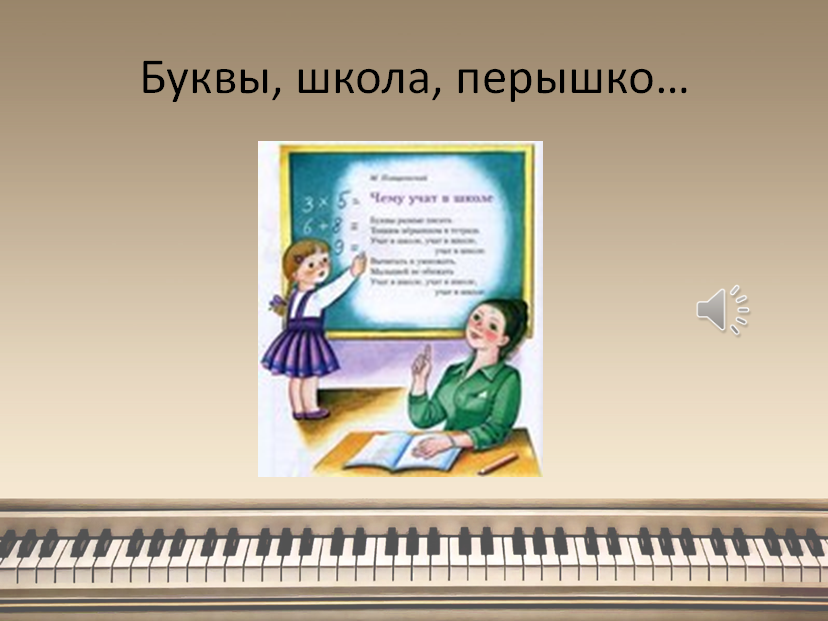 Буквы, школа, перышко...
М. Пляцковский
Чему учат в школе
3 × 5 =
6 + 8 =
9 =
Буквы разные писать
Тонким пёрышком в тетрадь
Учат в школе, учат в школе,
учат в школе.
Вычитать и умножать,
Малышей не обижать
Учат в школе, учат в школе,
учат в школе.